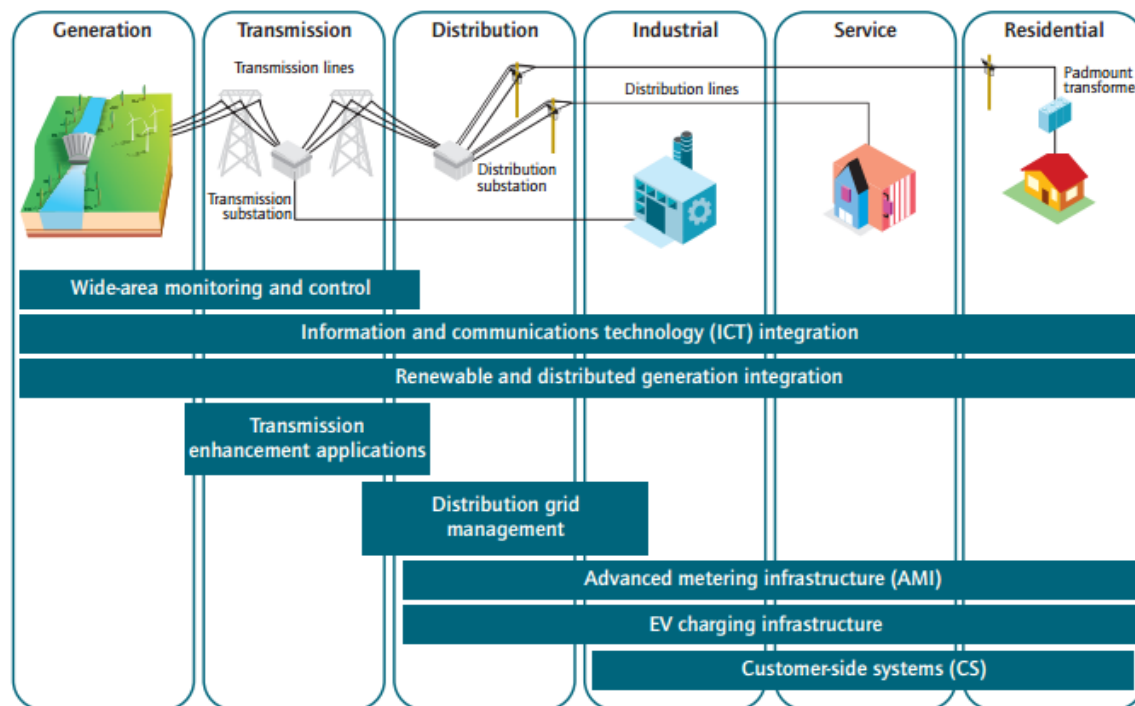 Generation
Transmission
Distribution
Industrial
Service
Residential
Transmission lines
Distribution lines
Padmount
transforme
Transmission
substation
Distribution
substation
Wide-area monitoring and control
Information and communications technology (ICT) integration
Renewable and distributed generation integration
Transmission
enhancement applications
Distribution grid
management
Advanced metering infrastructure (AMI)
EV charging infrastructure
Customer-side systems (CS)